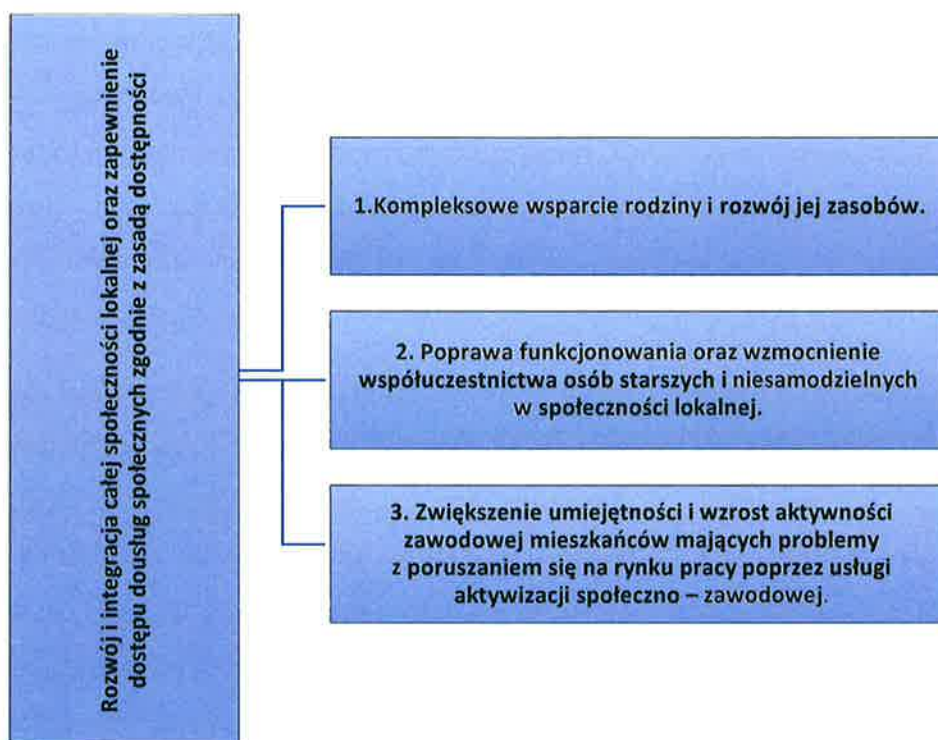 Rozwój i integracja całej społeczności lokalnej oraz zapewnienie
dostępu dousług społecznych zgodnie z zasadą dostępności
1.Kompleksowe wsparcie rodziny i rozwój jej zasobów.
2. Poprawa funkcjonowania oraz wzmocnienie
współuczestnictwa osób starszych i niesamodzielnych
w społeczności lokalnej.
3. Zwiększenie umiejętności i wzrost aktywności
zawodowej mieszkańców mających problemy
z poruszaniem się na rynku pracy poprzez usługi
aktywizacji społeczno – zawodowej.